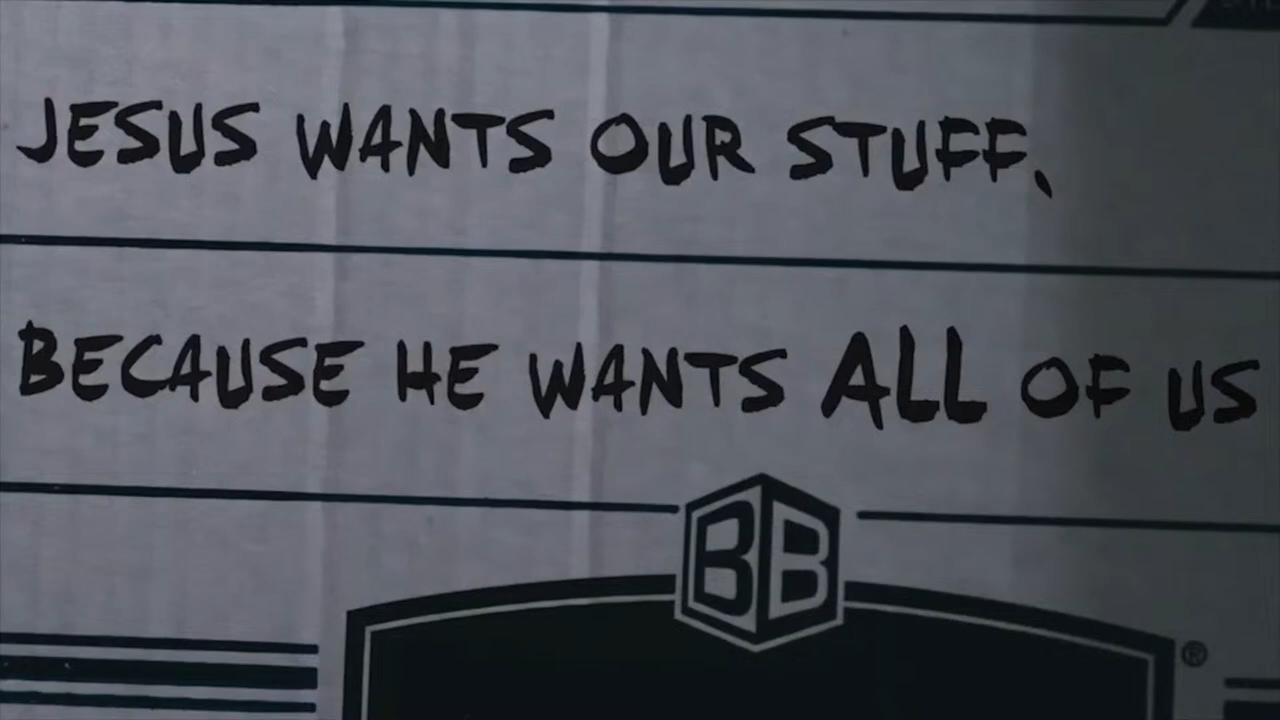 JESUS WANTS OUR STUFF,
BECAUSE HE WANTS ALL OF US
BB
®